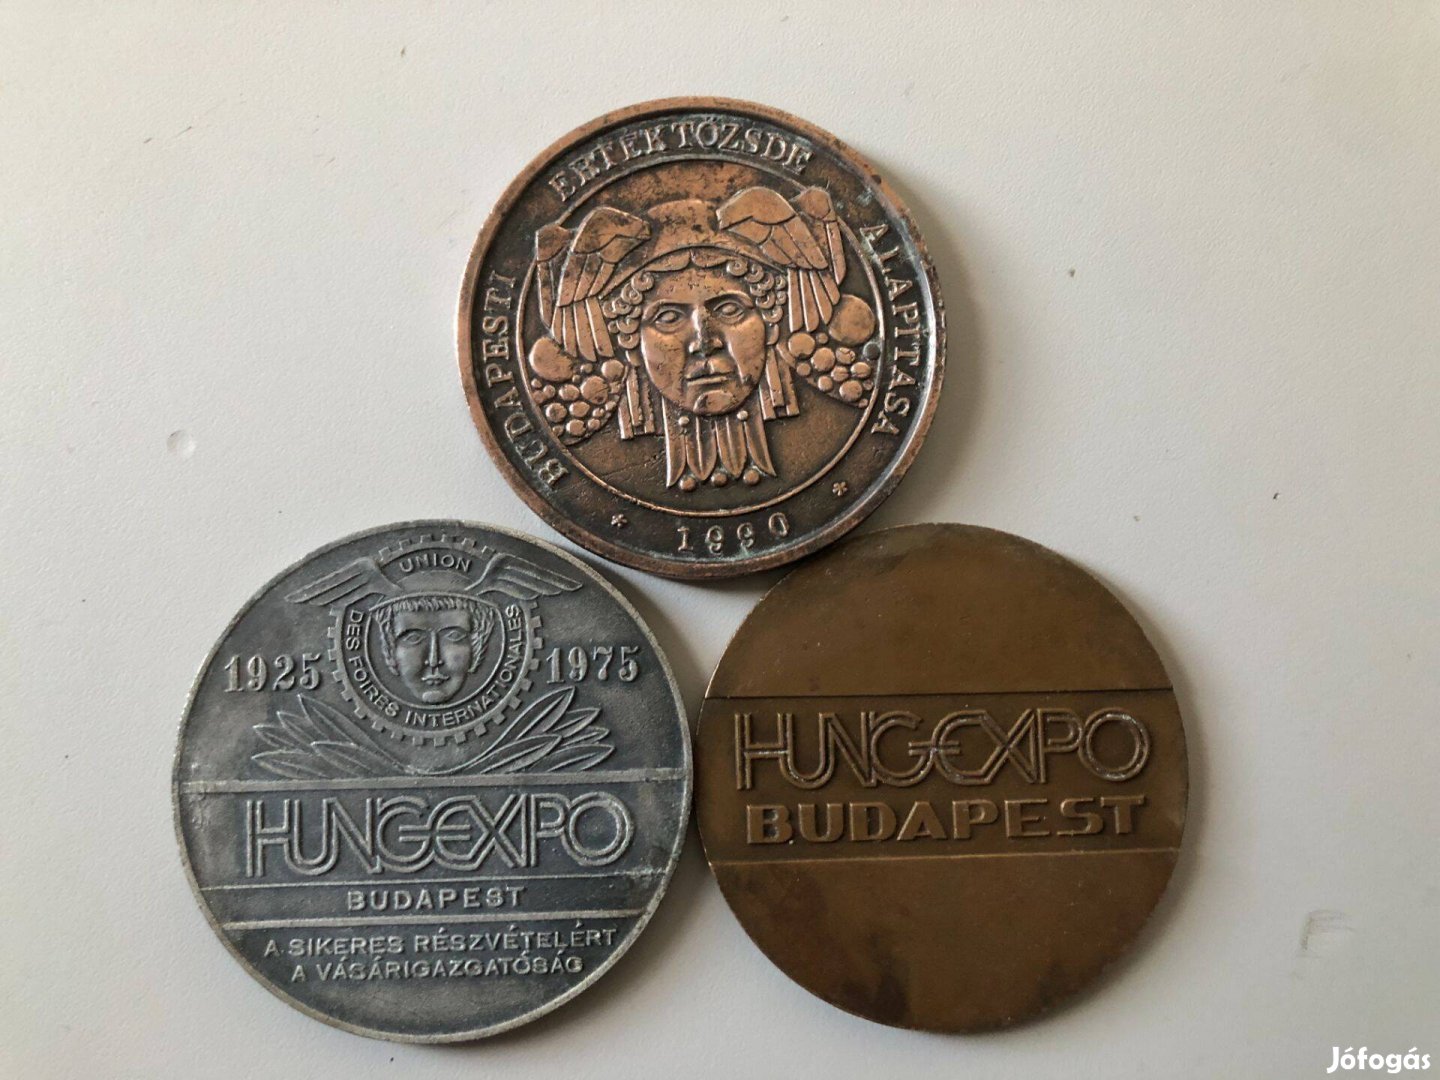 BUDAPESTI ÉRTÉKTŐZSDE ALAPÍTÁSA
* 1990 *
UNION
DES FOIRES INTERNATIONALES
1925 1975
HUNGEXPO
BUDAPEST
A SIKERES RÉSZVÉTELÉRT
A VÁSÁRIGAZGATÓSÁG
HUNGEXPO
BUDAPEST
Jófogás